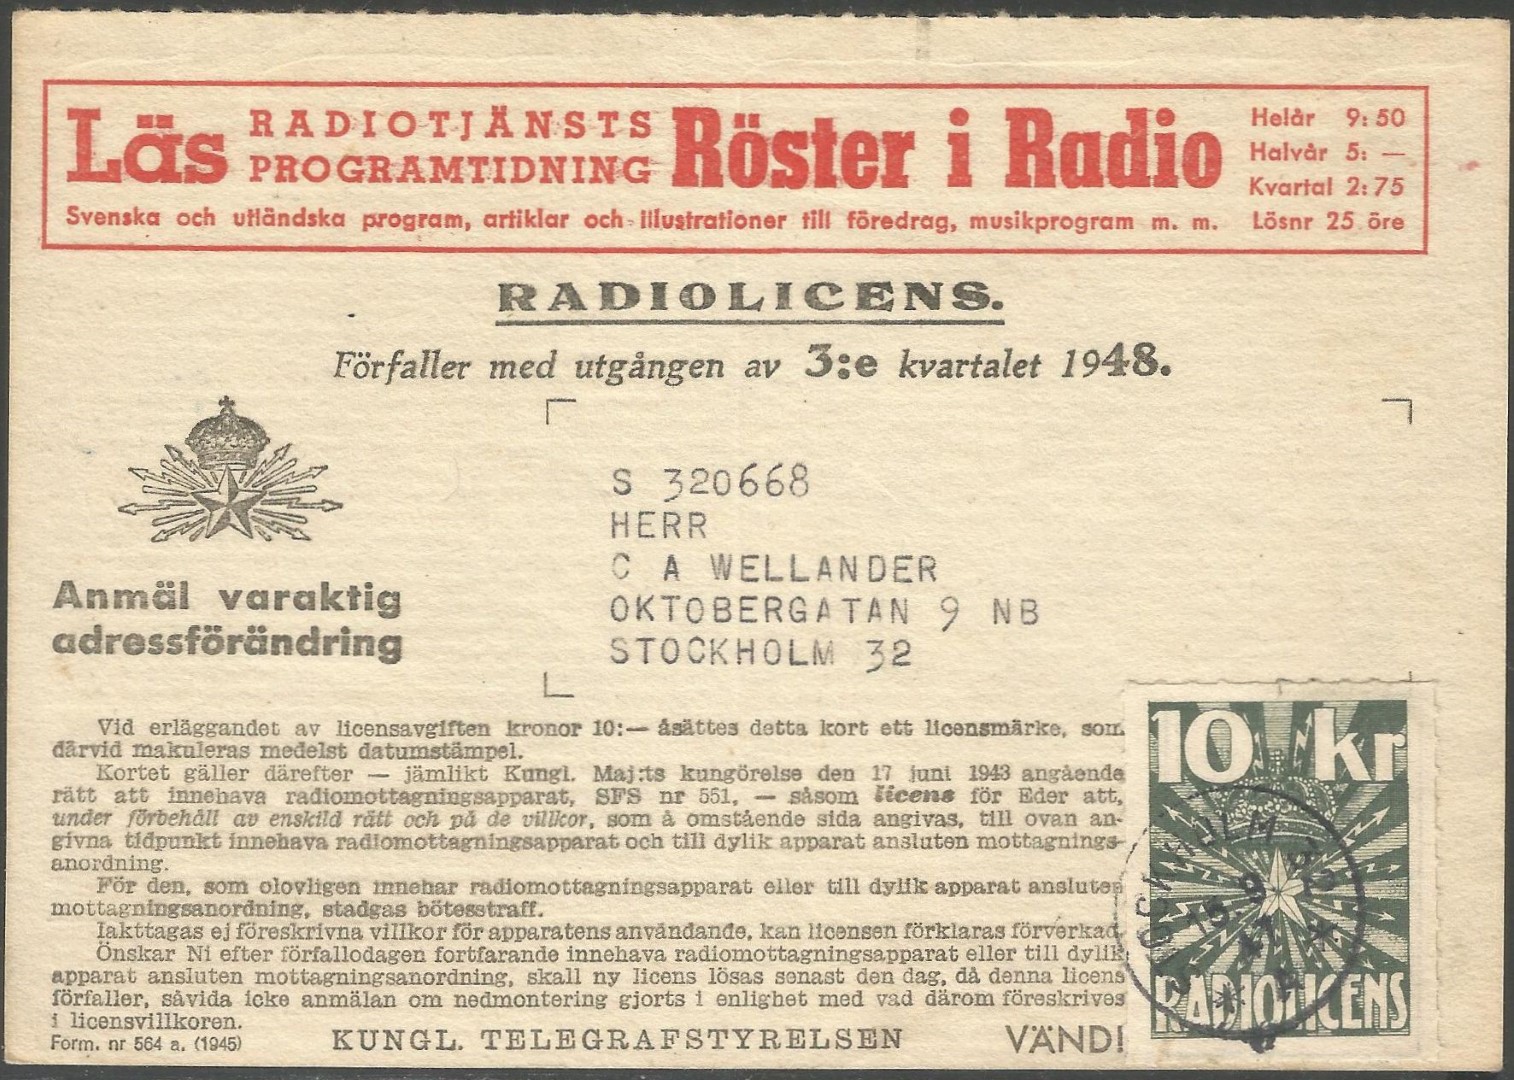 Läs RADIOTJÄNSTS PROGRAMTIDNING Röster i Radio
Helår 9:50
Halvår 5: —
Kvartal 2:75
Svenska och utländska program, artiklar och illustrationer till föredrag, musikprogram m. m. Lösnr 25 öre
RADIOLICENS.
Förfaller med utgången av 3:e kvartalet 1948.
S 320668
HERR
C A WELLANDER
OKTOBERGATAN 9 NB
STOCKHOLM 32
Anmäl varaktig
adressförändring
Vid erläggandet av licensavgiften kronor 10:— åsättes detta kort ett licensmärke, som
därvid makuleras medelst datumstämpel.
Kortet gäller därefter — jämlikt Kungl. Maj:ts kungörelse den 17 juni 1943 angående
rätt att innehava radiomottagningsapparat, SFS nr 551, — såsom licens för Eder att,
under förbehåll av enskild rätt och på de villkor, som å omstående sida angivas, till ovan an-
givna tidpunkt innehava radiomottagningsapparat och till dylik apparat ansluten mottagnings-
anordning.
För den, som olovligen innehar radiomottagningsapparat eller till dylik apparat ansluten
mottagningsanordning, stadgas bötesstraff.
Iakttagas ej föreskrivna villkor för apparatens användande, kan licensen förklaras förverkad.
Önskar Ni efter förfallodagen fortfarande innehava radiomottagningsapparat eller till dylik
apparat ansluten mottagningsanordning, skall ny licens lösas senast den dag, då denna licens
förfaller, såvida icke anmälan om nedmontering gjorts i enlighet med vad därom föreskrives
i licensvillkoren.
Form. nr 564 a. (1945)
KUNGL. TELEGRAFSTYRELSEN
VÄND!
10 kr
RADIOLICENS
STOCKHOLM 32
15.9
47